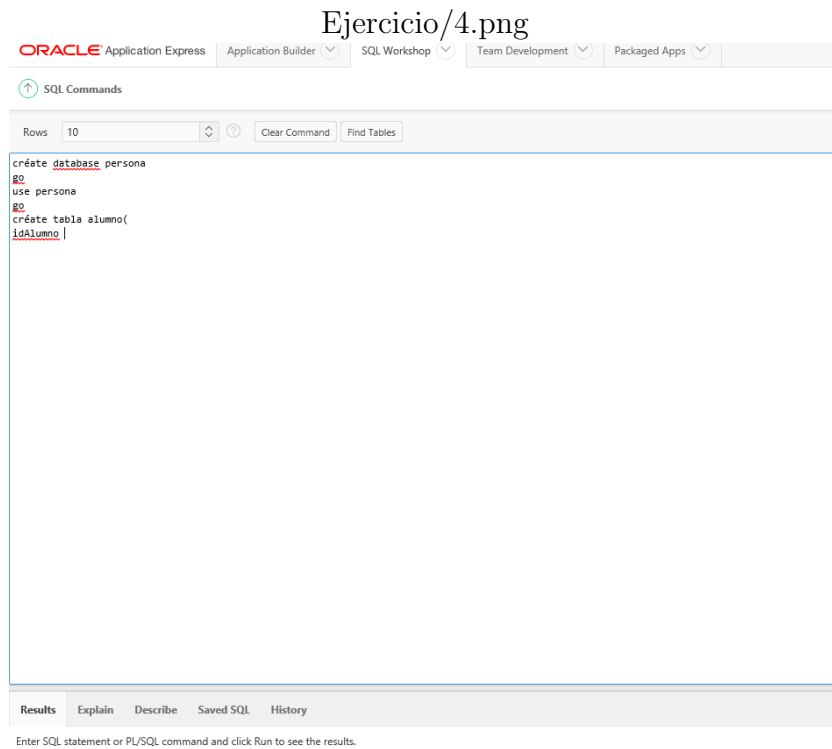 Ejercicio/4.png
ORACLE Application Express Application Builder SQL Workshop Team Development Packaged Apps
SQL Commands
Rows 10 ? Clear Command Find Tables
créate database persona
go
use persona
go
créate tabla alumno(
idAlumno
Results Explain Describe Saved SQL History
Enter SQL statement or PL/SQL command and click Run to see the results.